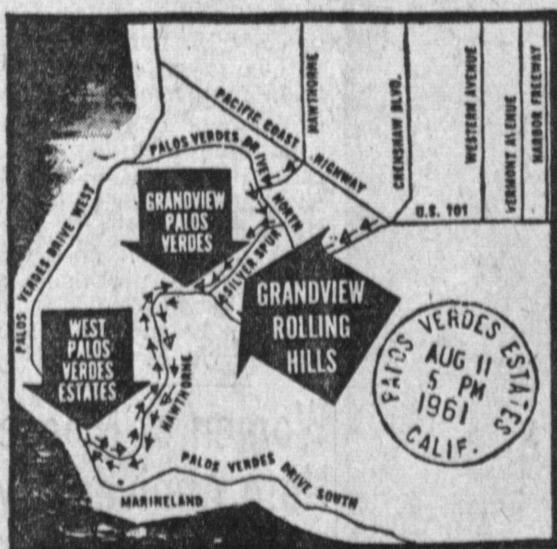 PACIFIC COAST HIGHWAY
HAWTHORNE
CRENSHAW BLVD.
WESTERN AVENUE
VERMONT AVENUE
HARBOR FREEWAY
U.S. 101
PALOS VERDES DRIVE NORTH
PALOS VERDES DRIVE WEST
GRANDVIEW
PALOS
VERDES
SILVER SPUR
GRANDVIEW
ROLLING
HILLS
WEST
PALOS
VERDES
ESTATES
HAWTHORNE
PALOS VERDES ESTATES
AUG 11
5 PM
1961
CALIF.
PALOS VERDES DRIVE SOUTH
MARINELAND